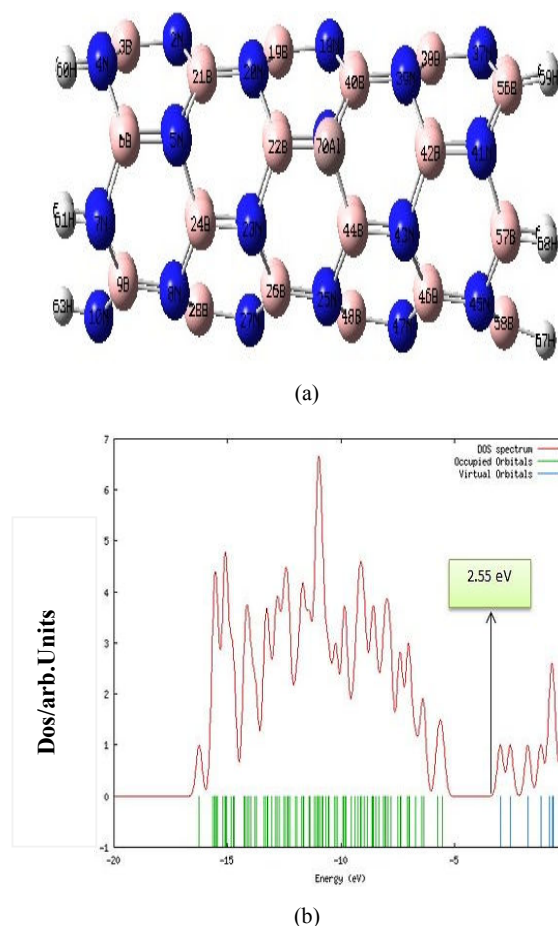 (a)
3B 2N 19B 18N 38B 37N
60H 4N 21B 20N 40B 39N 56B 59H
6B 5N 22B 70Al 42B 41N
61H 7N 24B 23N 44B 43N 57B 68H
9B 8N 26B 25N 46B 45N
63H 10N 28B 27N 48B 47N 58B 67H
7
DOS spectrum
Occupied Orbitals
Virtual Orbitals
6
5
2.55 eV
4
3
2
1
0
-1
Dos/arb.Units
-20 -15 -10 -5
Energy (eV)
(b)